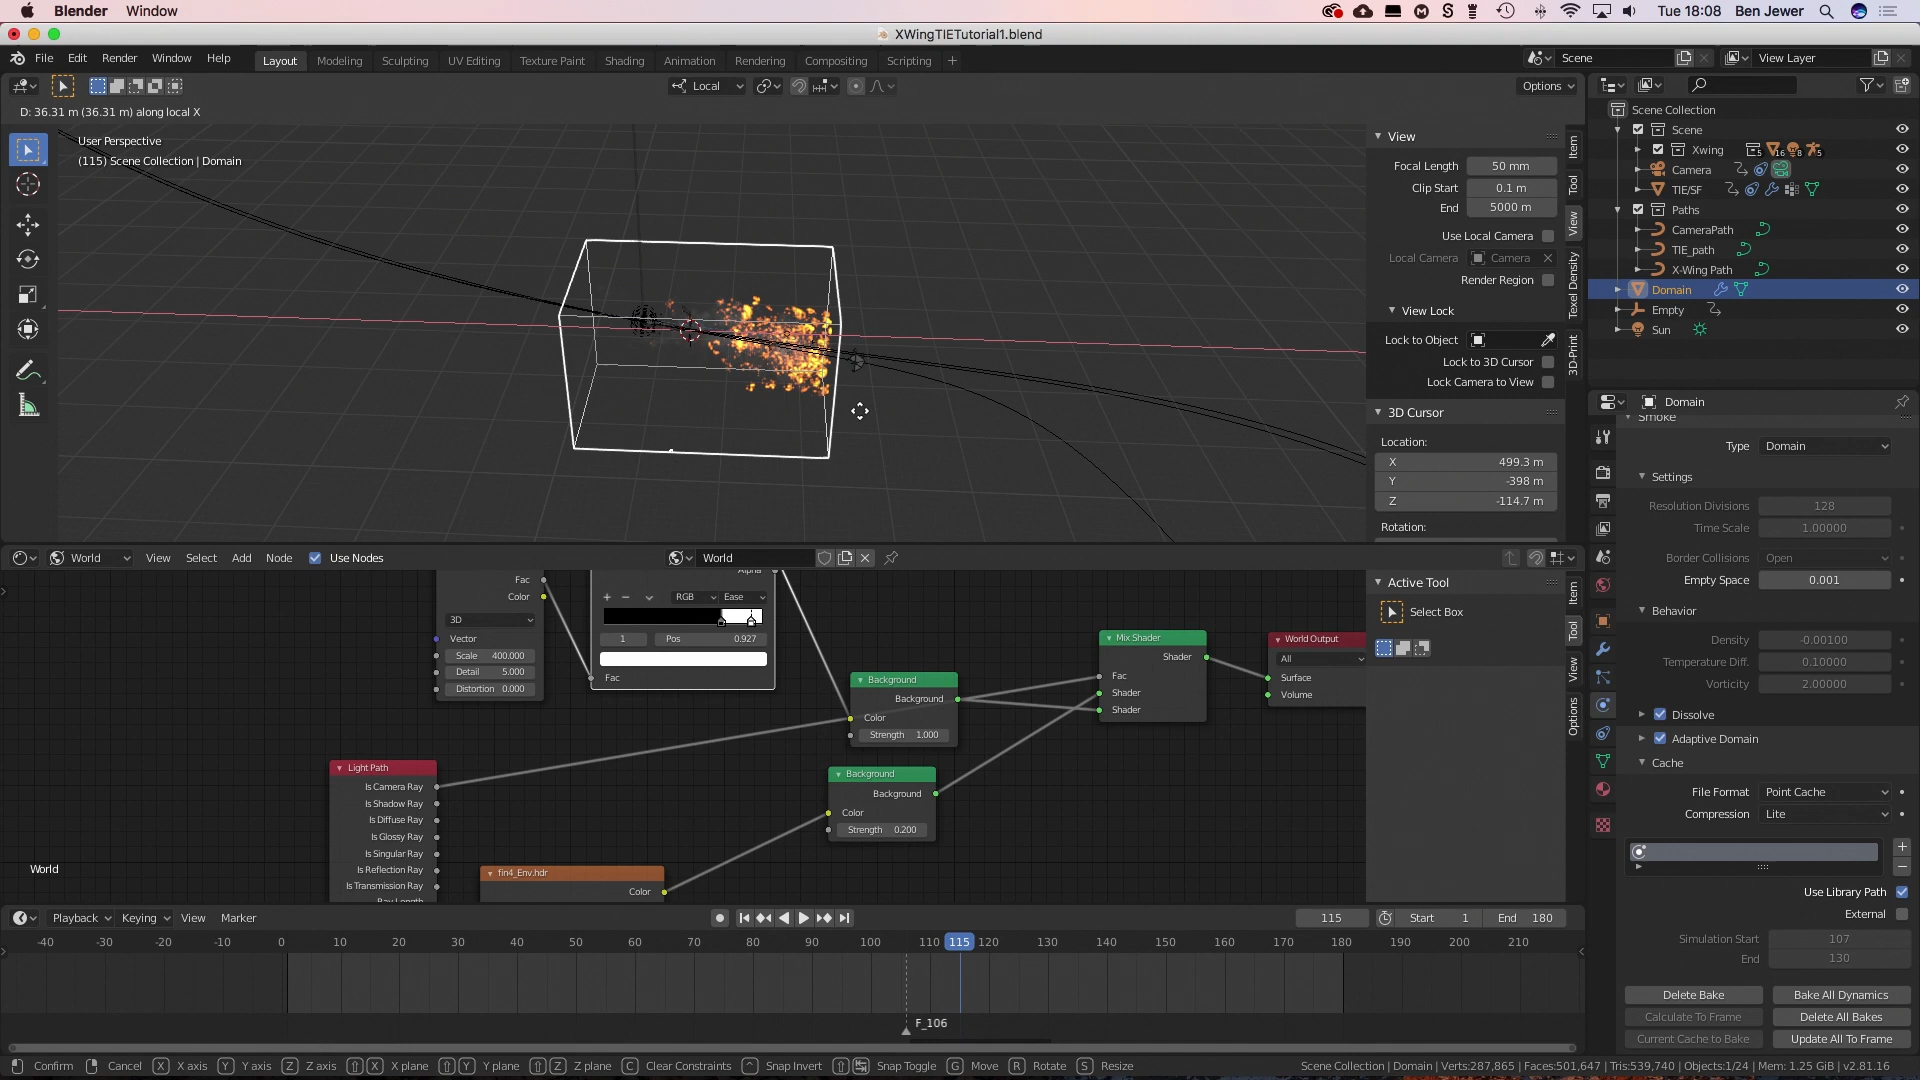 Blender Window Tue 18:08 Ben Jewer
XWingTIETutorial1.blend
File Edit Render Window Help Layout Modeling Sculpting UV Editing Texture Paint Shading Animation Rendering Compositing Scripting + Scene View Layer
Local Options
D: 36.31 m (36.31 m) along local X
User Perspective
(115) Scene Collection | Domain
View
Focal Length 50 mm
Clip Start 0.1 m
End 5000 m
Use Local Camera
Local Camera Camera
Render Region
View Lock
Lock to Object
Lock to 3D Cursor
Lock Camera to View
3D Cursor
Location:
X 499.3 m
Y -398 m
Z -114.7 m
Rotation:
Item
Tool
View
Texel Density
3D-Print
Scene Collection
Scene
Xwing 5 16 8 5
Camera
TIE/SF
Paths
CameraPath
TIE_path
X-Wing Path
Domain
Empty
Sun
Domain
Smoke
Type Domain
Settings
Resolution Divisions 128
Time Scale 1.00000
Border Collisions Open
Empty Space 0.001
Behavior
Density -0.00100
Temperature Diff. 0.10000
Vorticity 2.00000
Dissolve
Adaptive Domain
Cache
File Format Point Cache
Compression Lite
Use Library Path
External
Simulation Start 107
End 130
Delete Bake Bake All Dynamics
Calculate To Frame Delete All Bakes
Current Cache to Bake Update All To Frame
World View Select Add Node Use Nodes World
Fac
Color
3D
Vector
Scale 400.000
Detail 5.000
Distortion 0.000
Alpha
RGB Ease
1 Pos 0.927
Fac
Background
Background
Color
Strength 1.000
Mix Shader
Shader
Fac
Shader
Shader
World Output
All
Surface
Volume
Light Path
Is Camera Ray
Is Shadow Ray
Is Diffuse Ray
Is Glossy Ray
Is Singular Ray
Is Reflection Ray
Is Transmission Ray
Ray Length
Background
Background
Color
Strength 0.200
fin4_Env.hdr
Color
World
Active Tool
Select Box
Item
Tool
View
Options
Playback Keying View Marker 115 Start 1 End 180
-40 -30 -20 -10 0 10 20 30 40 50 60 70 80 90 100 110 115 120 130 140 150 160 170 180 190 200 210
F_106
Confirm Cancel X X axis Y Y axis Z Z axis X X plane Y Y plane Z Z plane C Clear Constraints Snap Invert Snap Toggle G Move R Rotate S Resize Scene Collection | Domain | Verts:287,865 | Faces:501,647 | Tris:539,740 | Objects:1/24 | Mem: 1.25 GiB | v2.81.16